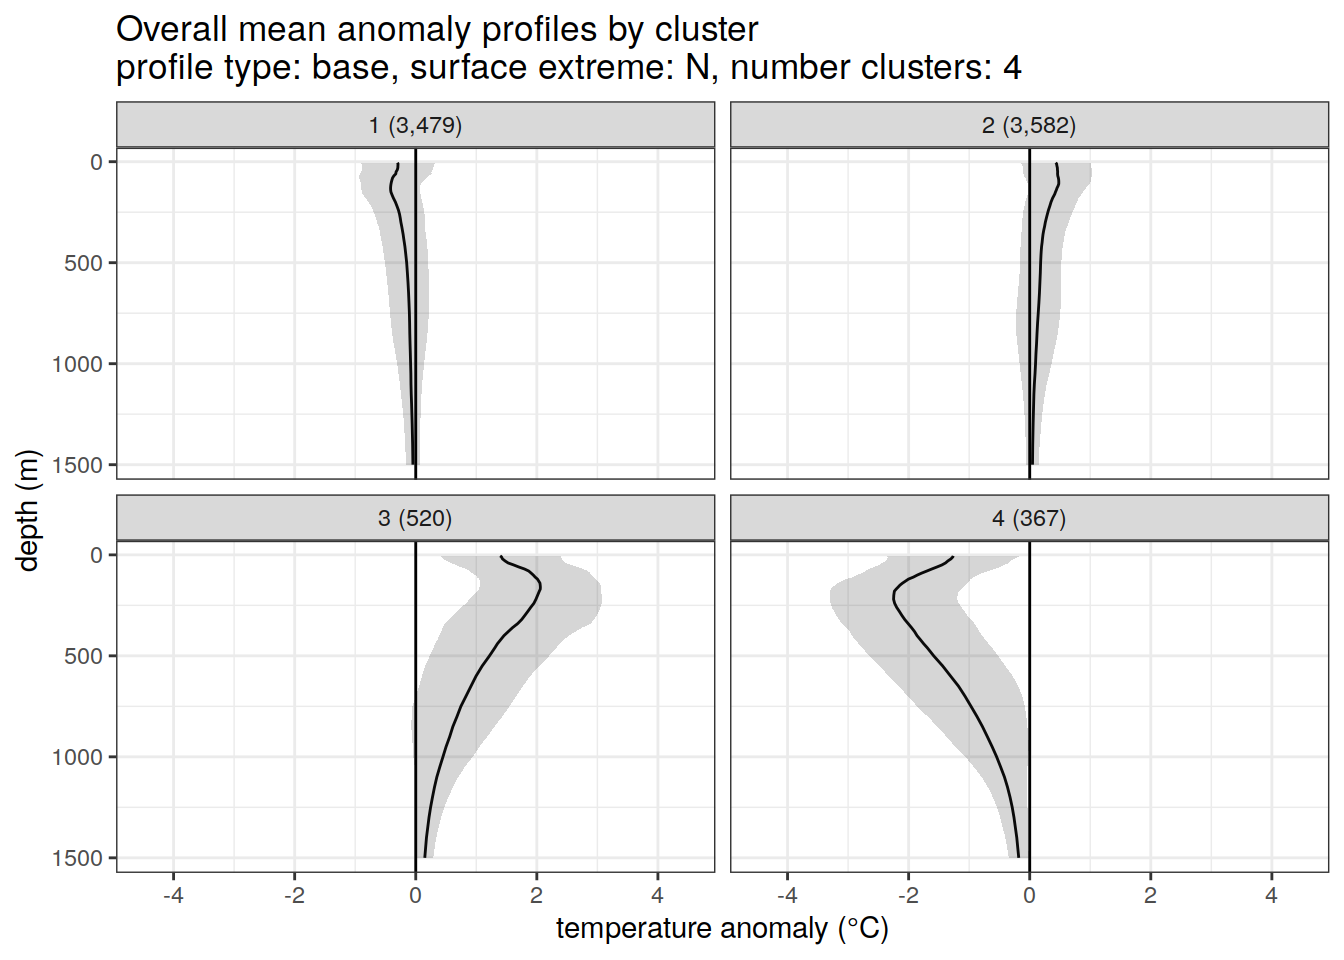 Overall mean anomaly profiles by cluster
profile type: base, surface extreme: N, number clusters: 4
1 (3,479)
2 (3,582)
0
500
1000
1500
3 (520)
4 (367)
0
500
1000
1500
depth (m)
-4 -2 0 2 4
-4 -2 0 2 4
temperature anomaly (°C)